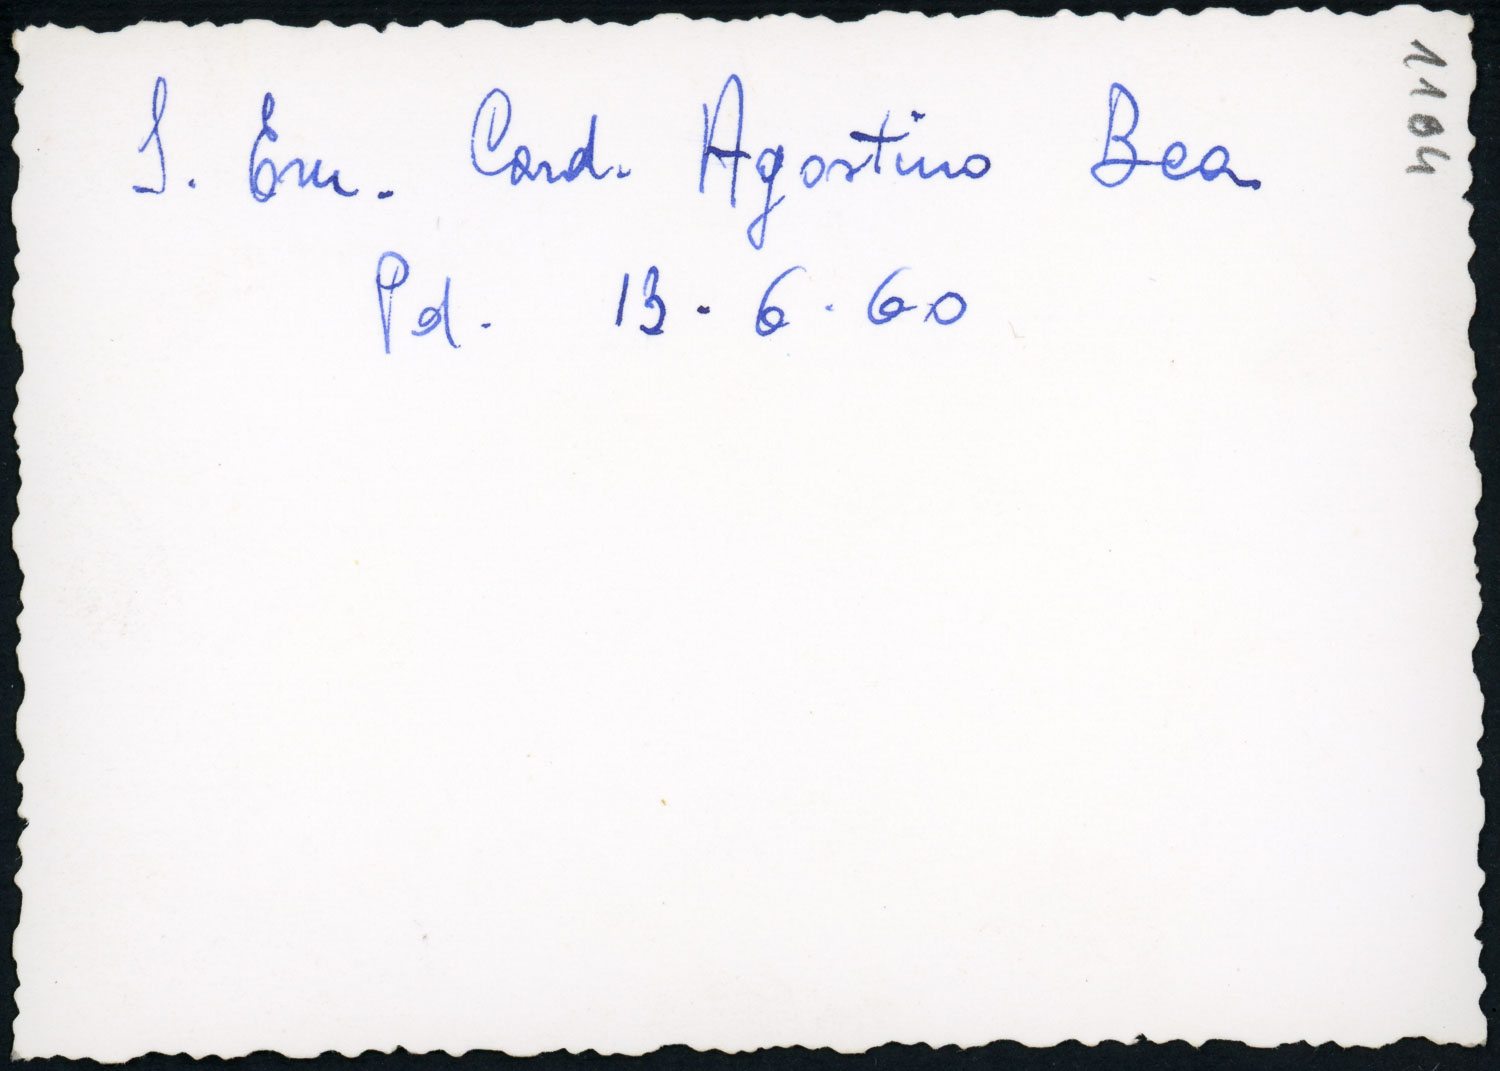 S. Em. Card. Agostino Bea
Pd. 13.6.60
1104